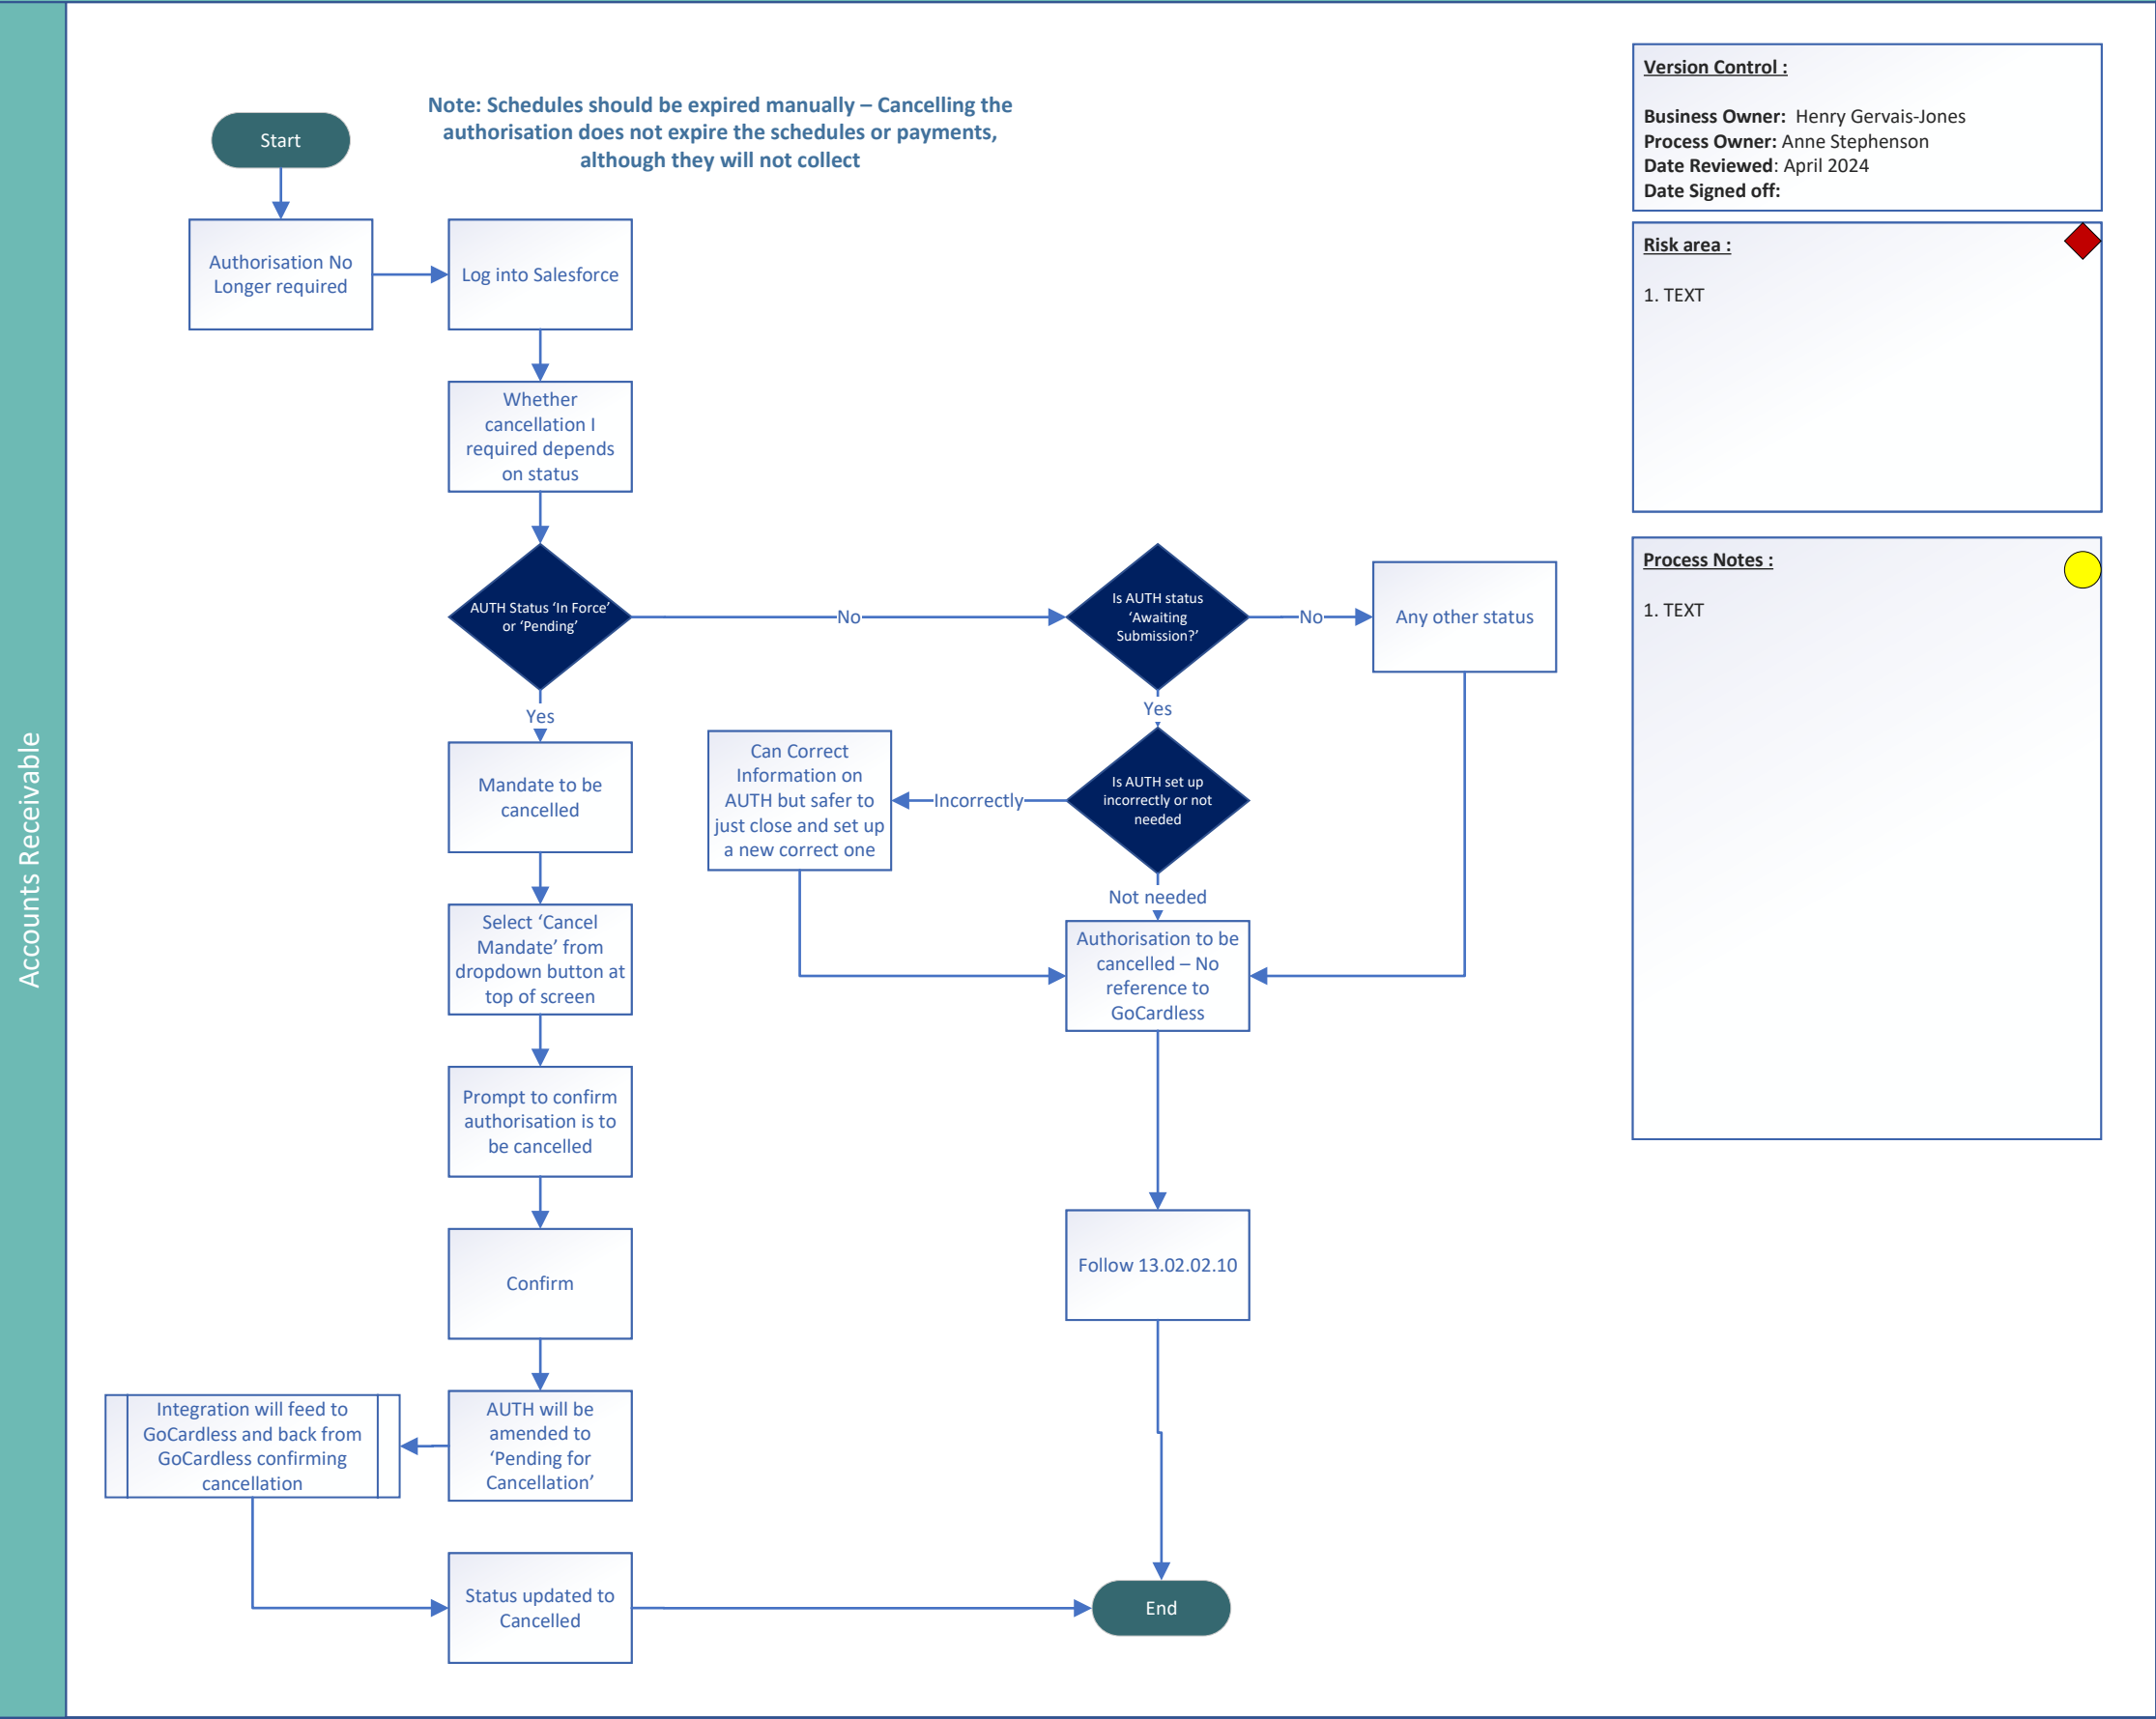 Accounts Receivable
Note: Schedules should be expired manually – Cancelling the
authorisation does not expire the schedules or payments,
although they will not collect
Start
Authorisation No
Longer required
Log into Salesforce
Whether
cancellation I
required depends
on status
AUTH Status ‘In Force’
or ‘Pending’
No
Is AUTH status
‘Awaiting
Submission?’
No
Any other status
Yes
Mandate to be
cancelled
Select ‘Cancel
Mandate’ from
dropdown button at
top of screen
Prompt to confirm
authorisation is to
be cancelled
Confirm
AUTH will be
amended to
‘Pending for
Cancellation’
Integration will feed to
GoCardless and back from
GoCardless confirming
cancellation
Status updated to
Cancelled
Yes
Is AUTH set up
incorrectly or not
needed
Incorrectly
Can Correct
Information on
AUTH but safer to
just close and set up
a new correct one
Not needed
Authorisation to be
cancelled – No
reference to
GoCardless
Follow 13.02.02.10
End
Version Control :
Business Owner:  Henry Gervais-Jones
Process Owner: Anne Stephenson
Date Reviewed: April 2024
Date Signed off:
Risk area :
1. TEXT
Process Notes :
1. TEXT